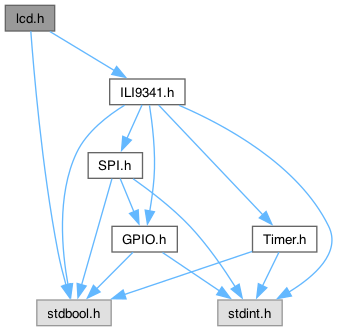 lcd.h
ILI9341.h
SPI.h
GPIO.h
Timer.h
stdbool.h
stdint.h